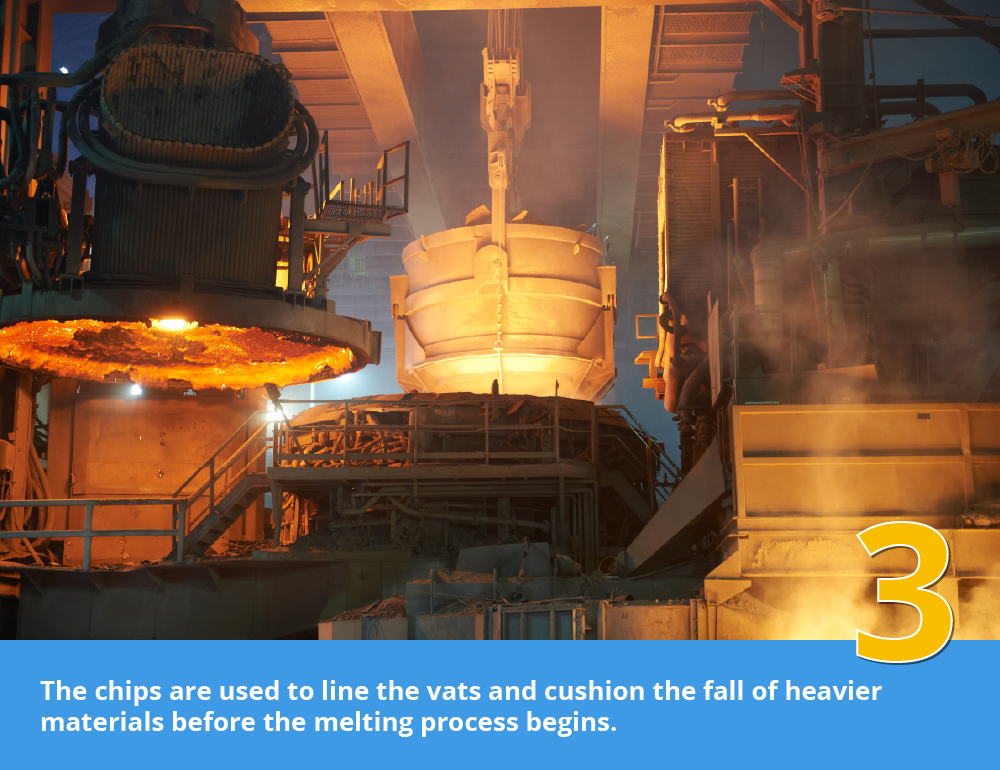 3
The chips are used to line the vats and cushion the fall of heavier
materials before the melting process begins.